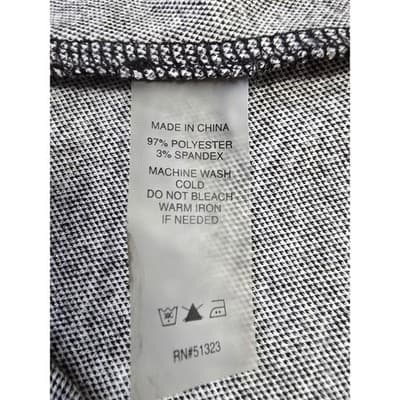 MADE IN CHINA
97% POLYESTER
3% SPANDEX
MACHINE WASH
COLD
DO NOT BLEACH
WARM IRON
IF NEEDED
RN#51323